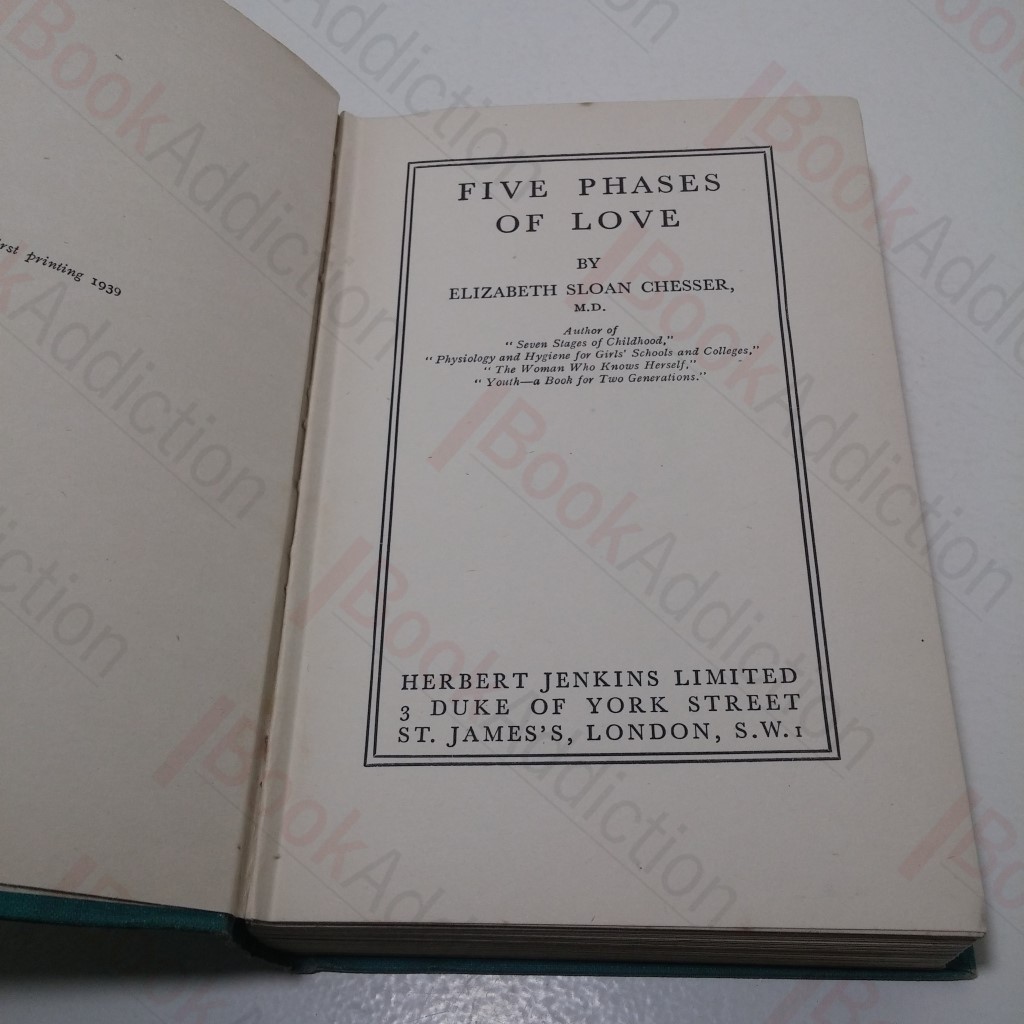 printing 1939
FIVE PHASES
OF LOVE
BY
ELIZABETH SLOAN CHESSER,
M.D.
Author of
" Seven Stages of Childhood,"
" Physiology and Hygiene for Girls' Schools and Colleges,"
" The Woman Who Knows Herself,"
" Youth—a Book for Two Generations."
HERBERT JENKINS LIMITED
3 DUKE OF YORK STREET
ST. JAMES'S, LONDON, S.W.1
BookAddiction